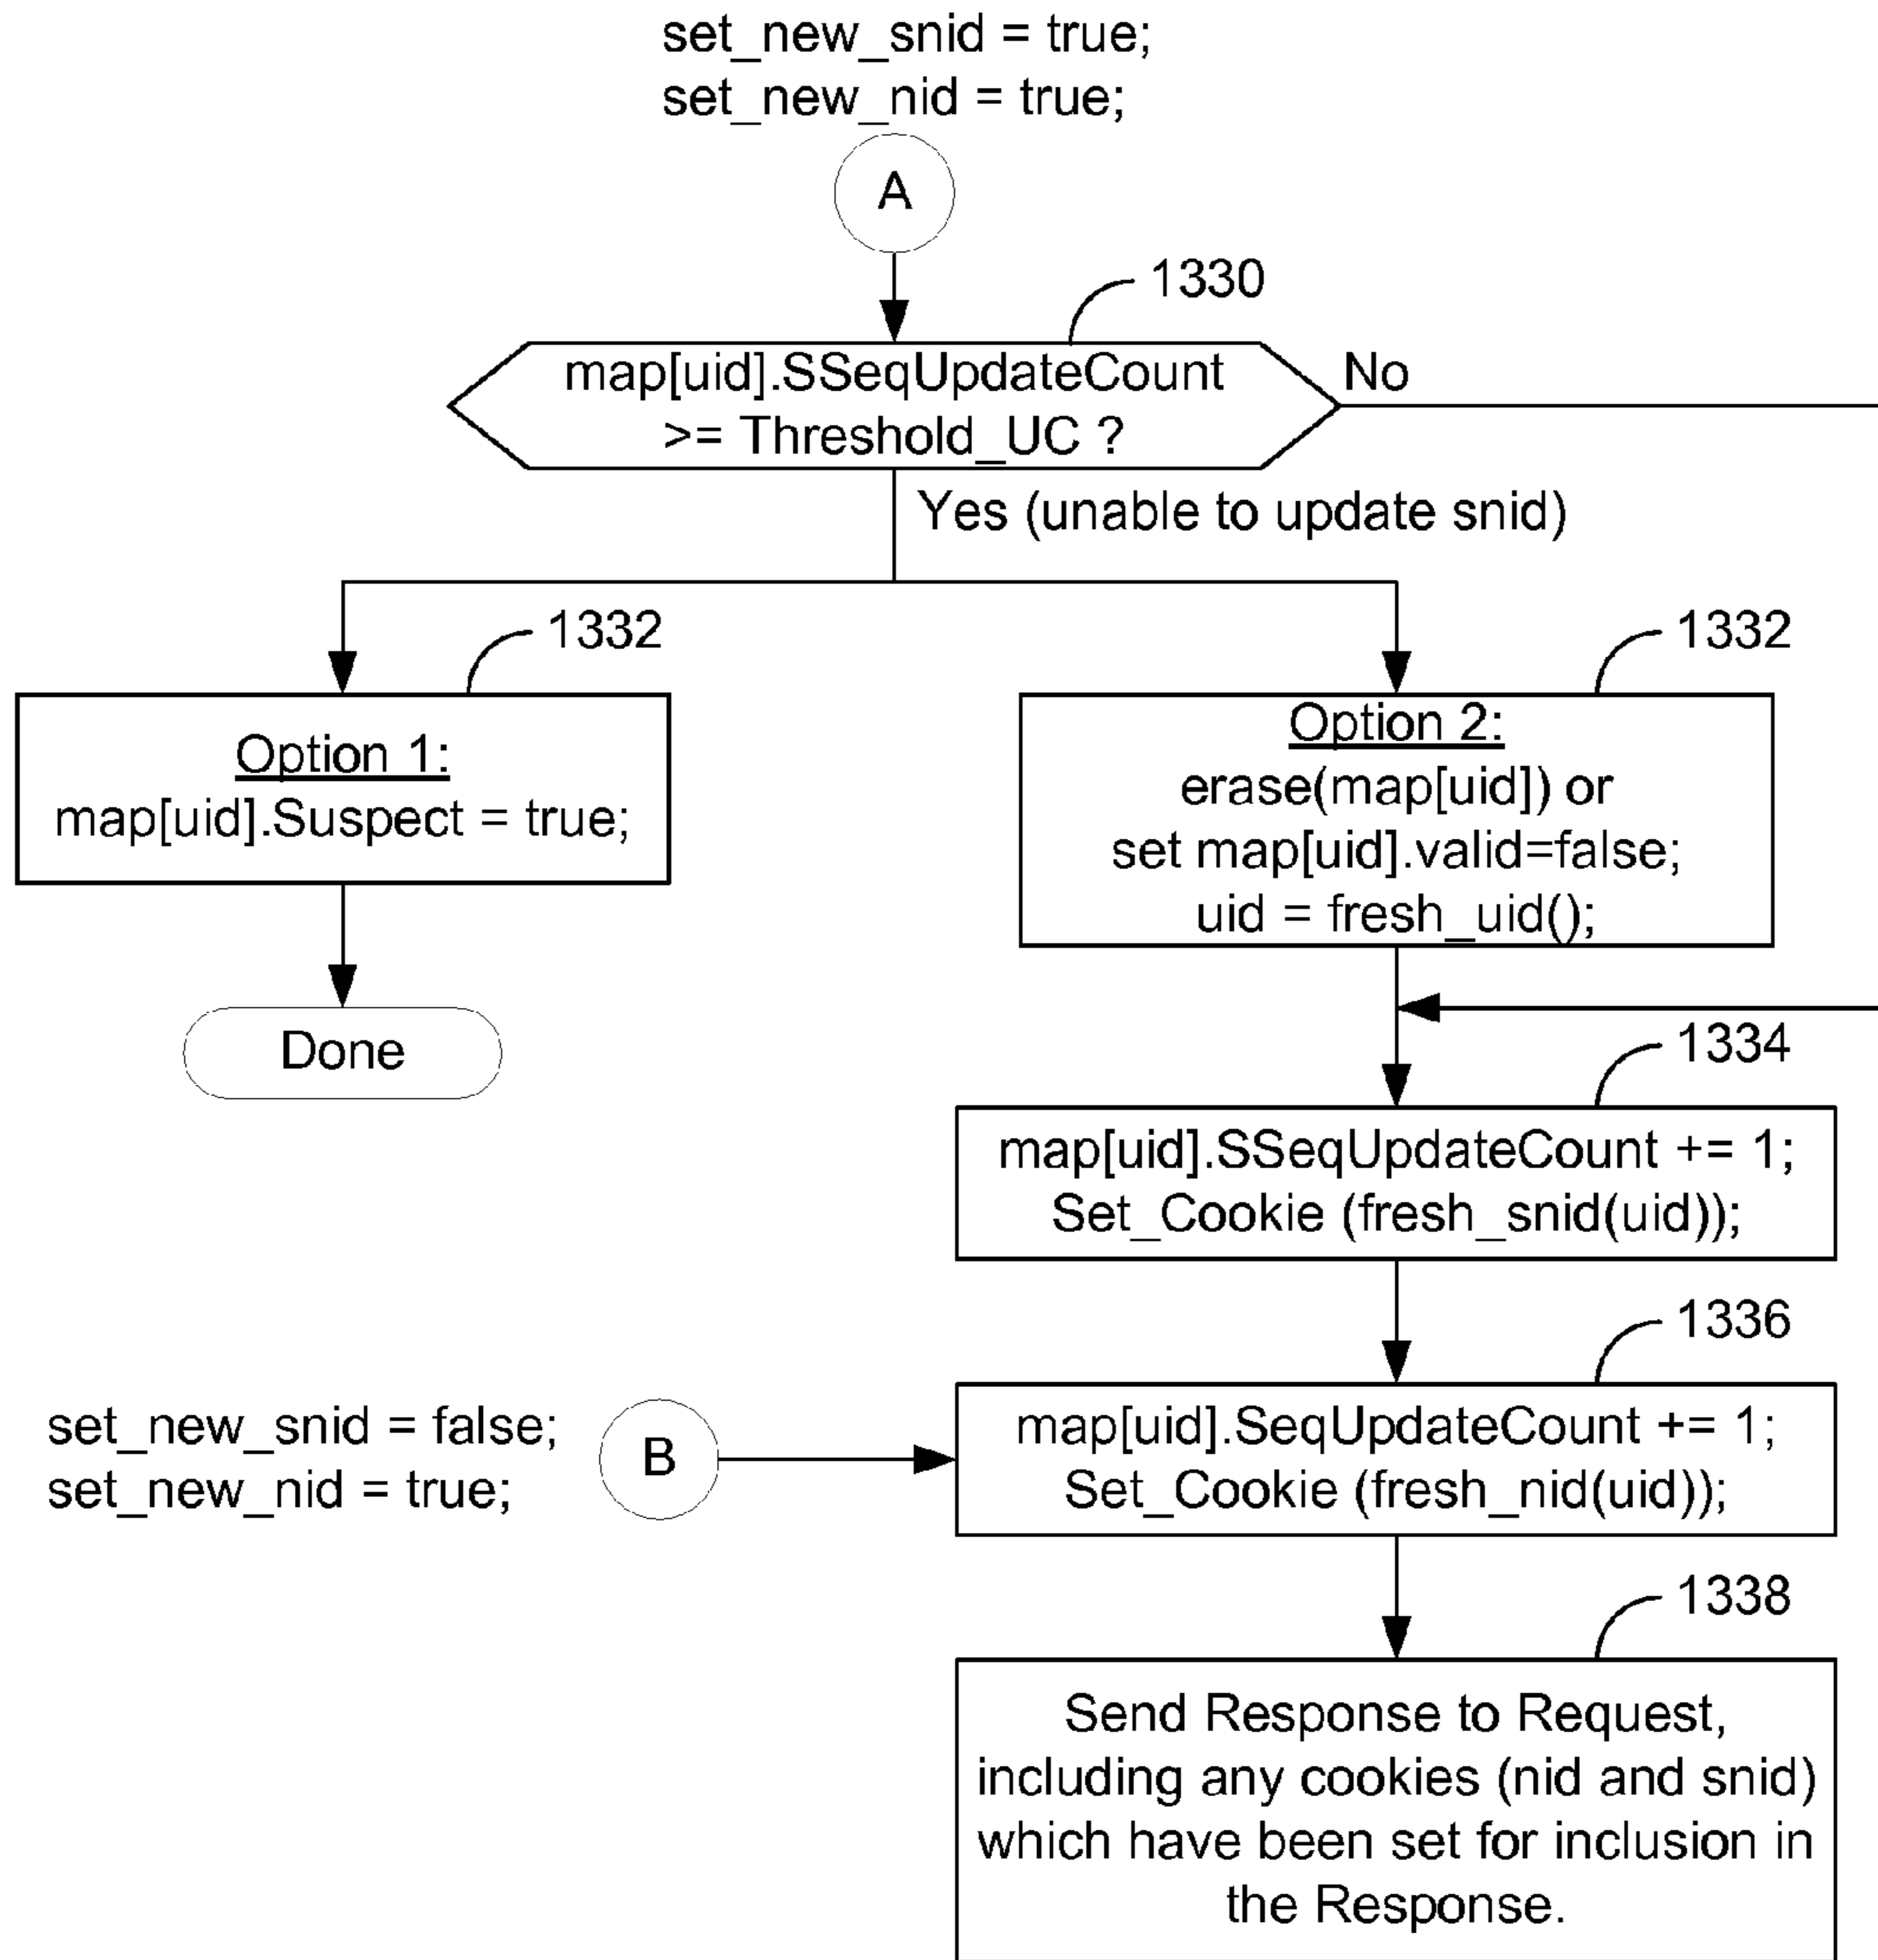 set_new_snid = true;
set_new_nid = true;
A
1330
map[uid].SSeqUpdateCount
>= Threshold_UC ?
No
Yes (unable to update snid)
1332
Option 1:
map[uid].Suspect = true;
Done
1332
Option 2:
erase(map[uid]) or
set map[uid].valid=false;
uid = fresh_uid();
1334
map[uid].SSeqUpdateCount += 1;
Set_Cookie (fresh_snid(uid));
1336
set_new_snid = false;
set_new_nid = true;
B
map[uid].SeqUpdateCount += 1;
Set_Cookie (fresh_nid(uid));
1338
Send Response to Request,
including any cookies (nid and snid)
which have been set for inclusion in
the Response.